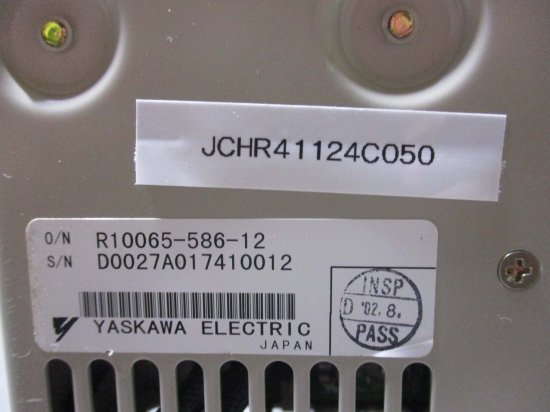 JCHR41124C050
O/N R10065-586-12
S/N D0027A017410012
YASKAWA ELECTRIC
JAPAN
INSP
D '02.8.
PASS